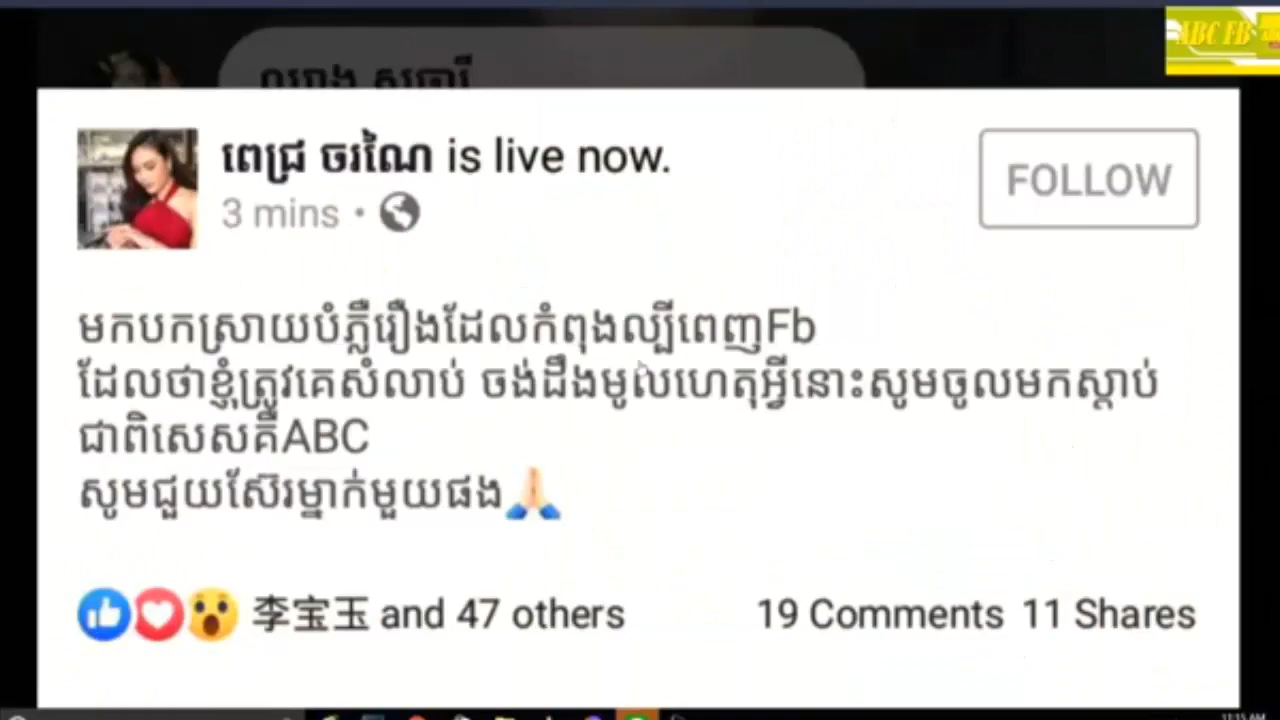 ABC FB
ពេជ្រ ចរណៃ is live now.
FOLLOW
3 mins ·
មកបកស្រាយបំភ្លឺរឿងដែលកំពុងល្បីពេញFb
ដែលថាខ្ញុំត្រូវគេសំលាប់ ចង់ដឹងមូលហេតុអ្វីនោះសូមចូលមកស្តាប់
ជាពិសេសគឺABC
សូមជួយស៊ែរម្នាក់មួយផង🙏
李宝玉 and 47 others
19 Comments 11 Shares